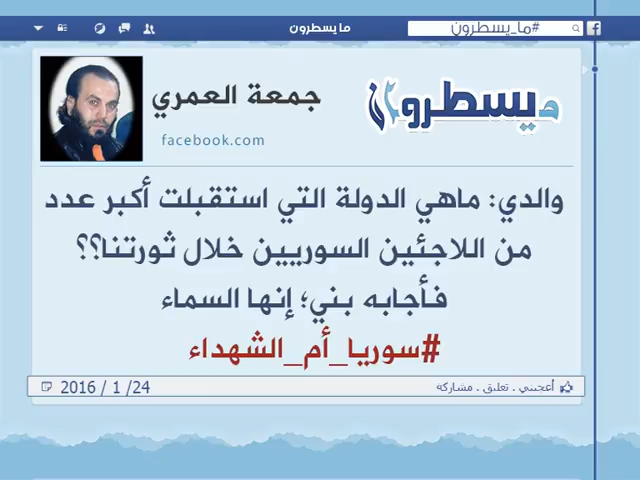 ما يسطرون
#ما_يسطرون
جمعة العمري
facebook.com
ما يسطرون
والدي: ماهي الدولة التي استقبلت أكبر عدد
من اللاجئين السوريين خلال ثورتنا؟؟
فأجابه بني؛ إنها السماء
#سوريا_أم_الشهداء
أعجبني . تعليق . مشاركه
2016 / 1 /24